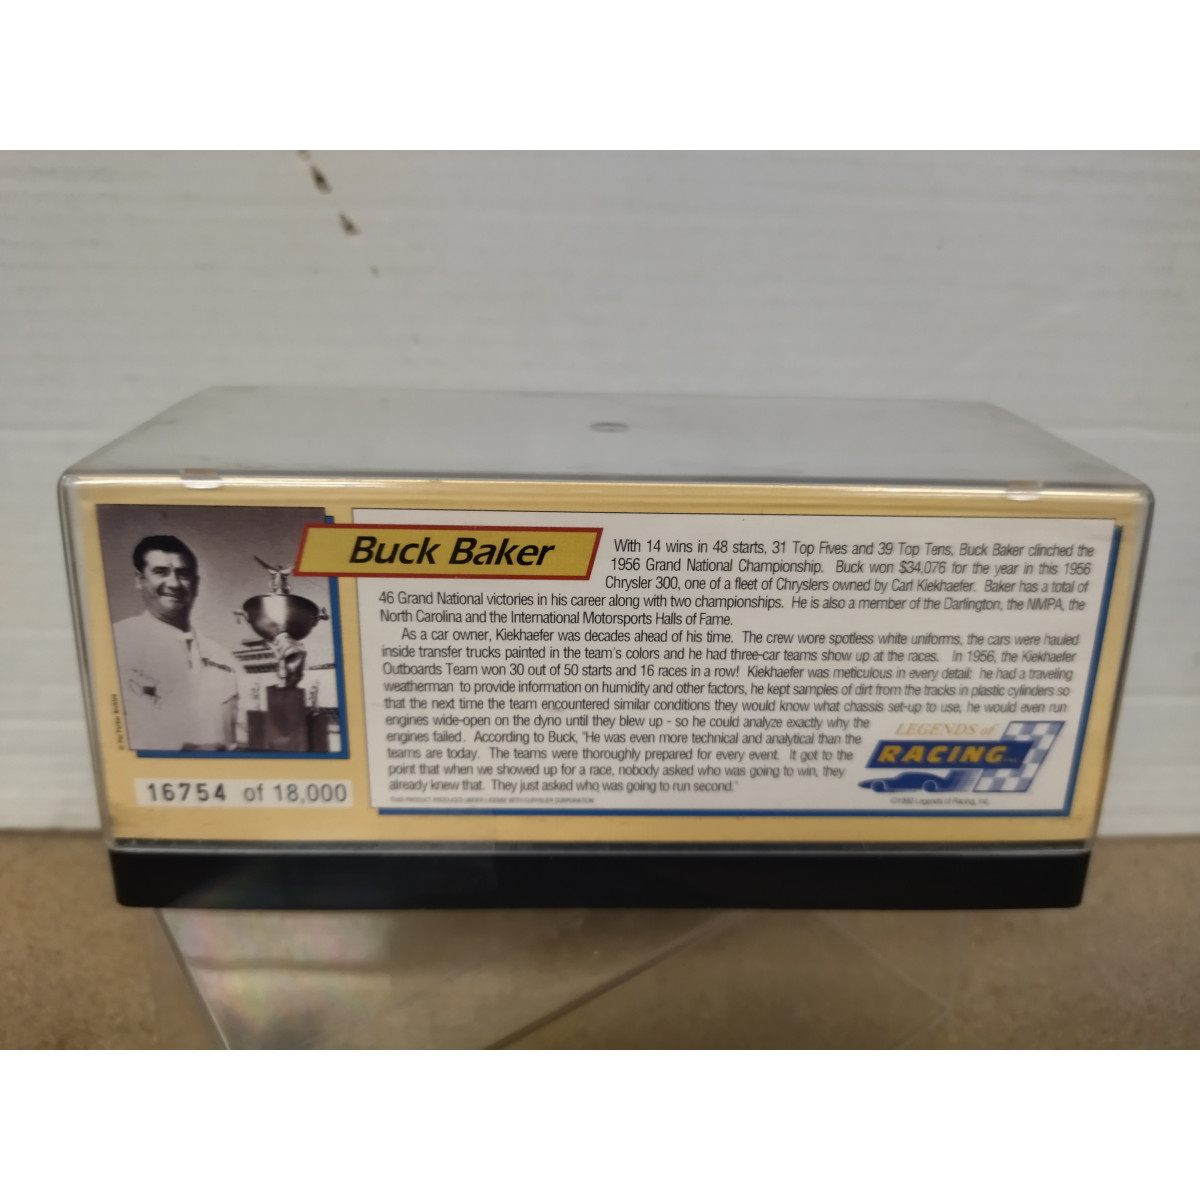 Buck Baker
With 14 wins in 48 starts, 31 Top Fives and 39 Top Tens, Buck Baker clinched the
1956 Grand National Championship. Buck won $34,076 for the year in this 1956
Chrysler 300, one of a fleet of Chryslers owned by Carl Kiekhaefer. Baker has a total of
46 Grand National victories in his career along with two championships. He is also a member of the Darlington, the NMPA, the
North Carolina and the International Motorsports Halls of Fame.
As a car owner, Kiekhaefer was decades ahead of his time. The crew wore spotless white uniforms, the cars were hauled
inside transfer trucks painted in the team's colors and he had three-car teams show up at the races. In 1956, the Kiekhaefer
Outboards Team won 30 out of 50 starts and 16 races in a row! Kiekhaefer was meticulous in every detail: he had a traveling
weatherman to provide information on humidity and other factors, he kept samples of dirt from the tracks in plastic cylinders so
that the next time the team encountered similar conditions they would know what chassis set-up to use, he would even run
engines wide-open on the dyno until they blew up - so he could analyze exactly why the
engines failed. According to Buck, "He was even more technical and analytical than the
teams are today. The teams were thoroughly prepared for every event. It got to the
point that when we showed up for a race, nobody asked who was going to win, they
already knew that. They just asked who was going to run second."
THIS PRODUCT PRODUCED UNDER LICENSE WITH CHRYSLER CORPORATION
LEGENDS of
RACING
©1992 Legends of Racing, Inc.
16754 of 18,000